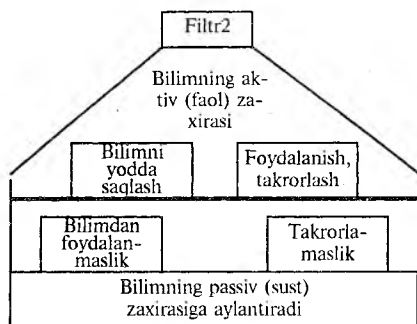 Filtr2
Bilimning ak-
tiv (faol) za-
xirasi
Bilimni
yodda
saqlash
Foydalanish,
takrorlash
Bilimdan
foydalan-
maslik
Takrorla-
maslik
Bilimning passiv (sust)
zaxirasiga aylantiradi